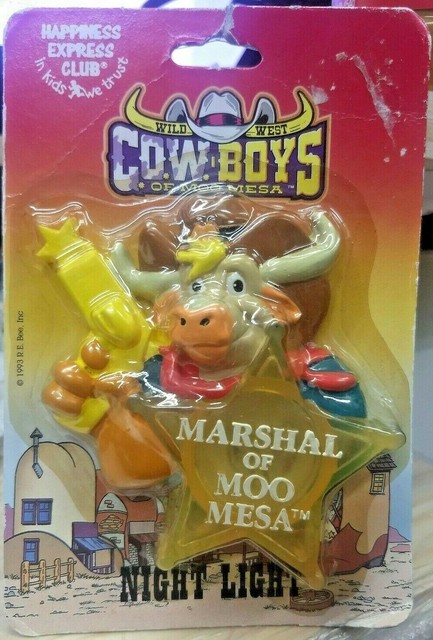 HAPPINESS
EXPRESS
CLUB®
in kids we trust
WILD WEST
C.O.W.-BOYS
OF MOO MESA™
© 1993 R.E. Bee, Inc
MARSHAL
OF
MOO
MESA™
NIGHT LIGHT